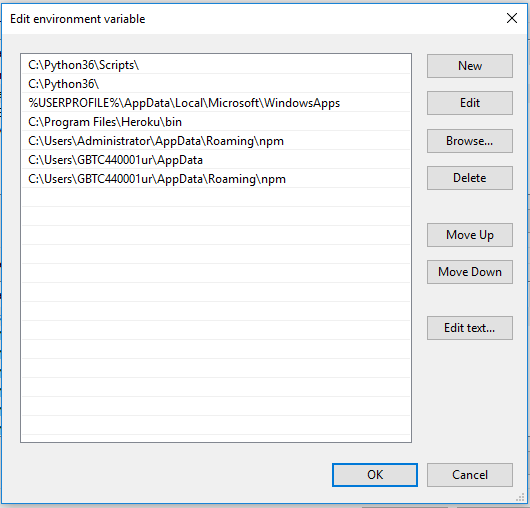 Edit environment variable
C:\Python36\Scripts\
C:\Python36\
%USERPROFILE%\AppData\Local\Microsoft\WindowsApps
C:\Program Files\Heroku\bin
C:\Users\Administrator\AppData\Roaming\npm
C:\Users\GBTC440001ur\AppData
C:\Users\GBTC440001ur\AppData\Roaming\npm
New
Edit
Browse...
Delete
Move Up
Move Down
Edit text...
OK
Cancel